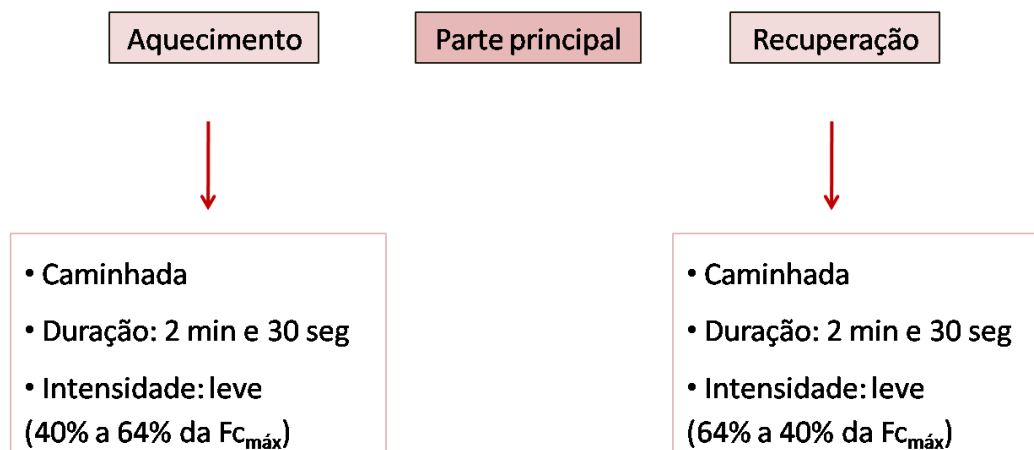 Aquecimento
Parte principal
Recuperação
• Caminhada
• Duração: 2 min e 30 seg
• Intensidade: leve
(40% a 64% da Fcmáx)
• Caminhada
• Duração: 2 min e 30 seg
• Intensidade: leve
(64% a 40% da Fcmáx)